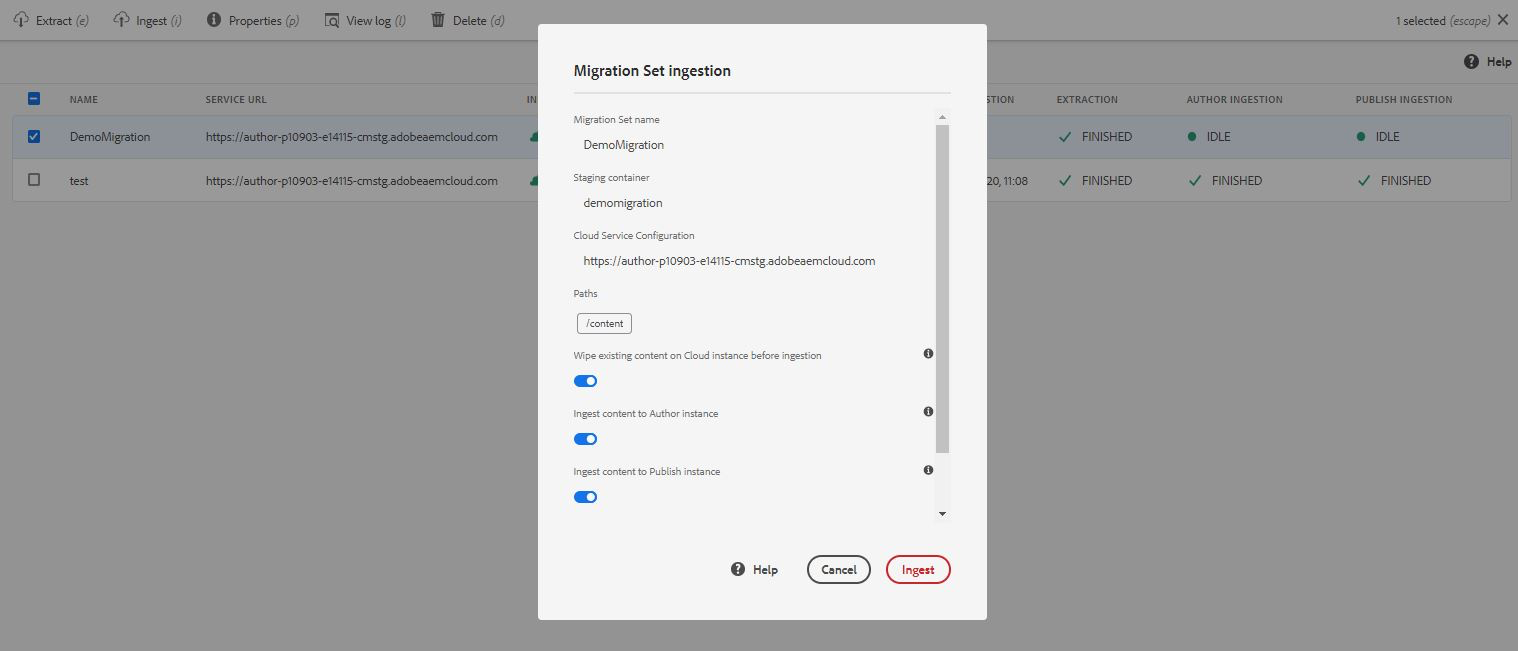 Extract (e) Ingest (i) Properties (p) View log (l) Delete (d) 1 selected (escape)
Help
NAME SERVICE URL EXTRACTION AUTHOR INGESTION PUBLISH INGESTION
DemoMigration https://author-p10903-e14115-cmstg.adobeaemcloud.com FINISHED IDLE IDLE
test https://author-p10903-e14115-cmstg.adobeaemcloud.com 20, 11:08 FINISHED FINISHED FINISHED
Migration Set ingestion
Migration Set name
DemoMigration
Staging container
demomigration
Cloud Service Configuration
https://author-p10903-e14115-cmstg.adobeaemcloud.com
Paths
/content
Wipe existing content on Cloud instance before ingestion
Ingest content to Author instance
Ingest content to Publish instance
Help Cancel Ingest